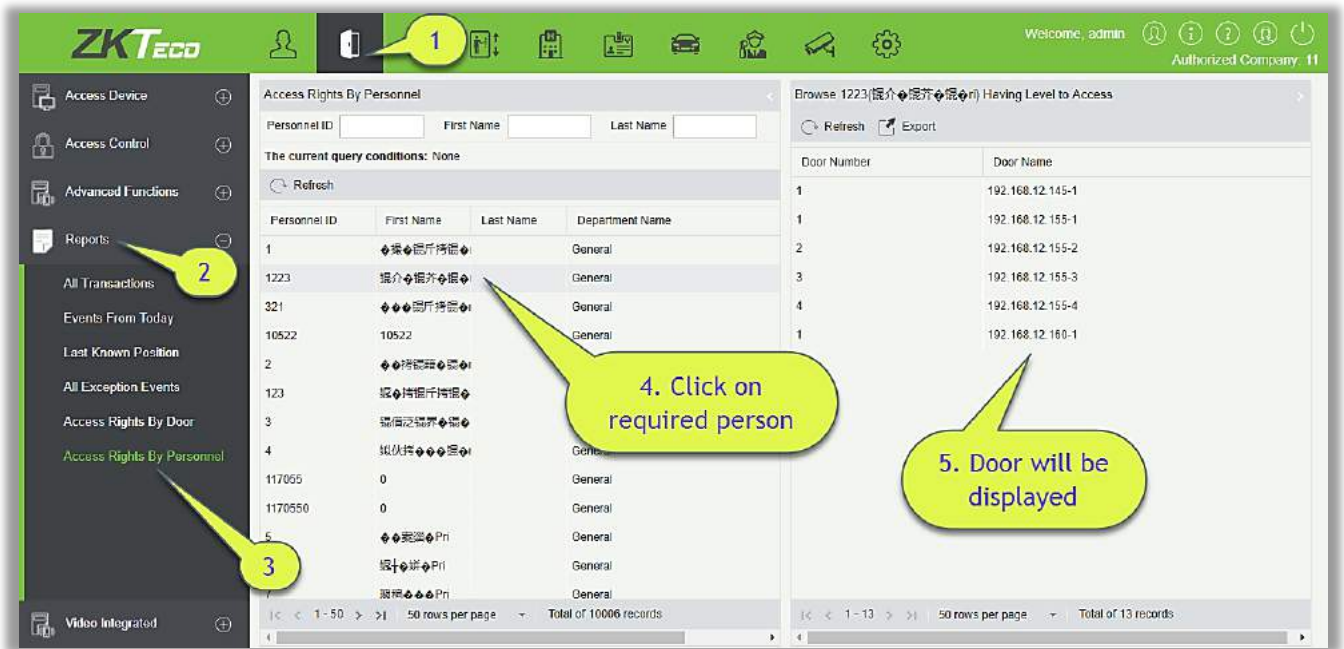 ZKTeco
1
Welcome, admin
Authorized Company: 11
Access Device
Access Control
Advanced Functions
Reports
2
All Transactions
Events From Today
Last Known Position
All Exception Events
Access Rights By Door
Access Rights By Personnel
3
Video Integrated
Access Rights By Personnel
Personnel ID First Name Last Name
The current query conditions: None
Refresh
Personnel ID First Name Last Name Department Name
1 General
1223 General
321 General
10522 10522 General
2
123
3
4
117055 0 General
1170550 0 General
5 Pri General
Pri General
Pri General
4. Click on
required person
1 - 50 50 rows per page Total of 10006 records
Browse 1223( ri) Having Level to Access
Refresh Export
Door Number Door Name
1 192.168.12.145-1
1 192.168.12.155-1
2 192.168.12.155-2
3 192.168.12.155-3
4 192.168.12.155-4
1 192.168.12.160-1
5. Door will be
displayed
1 - 13 50 rows per page Total of 13 records